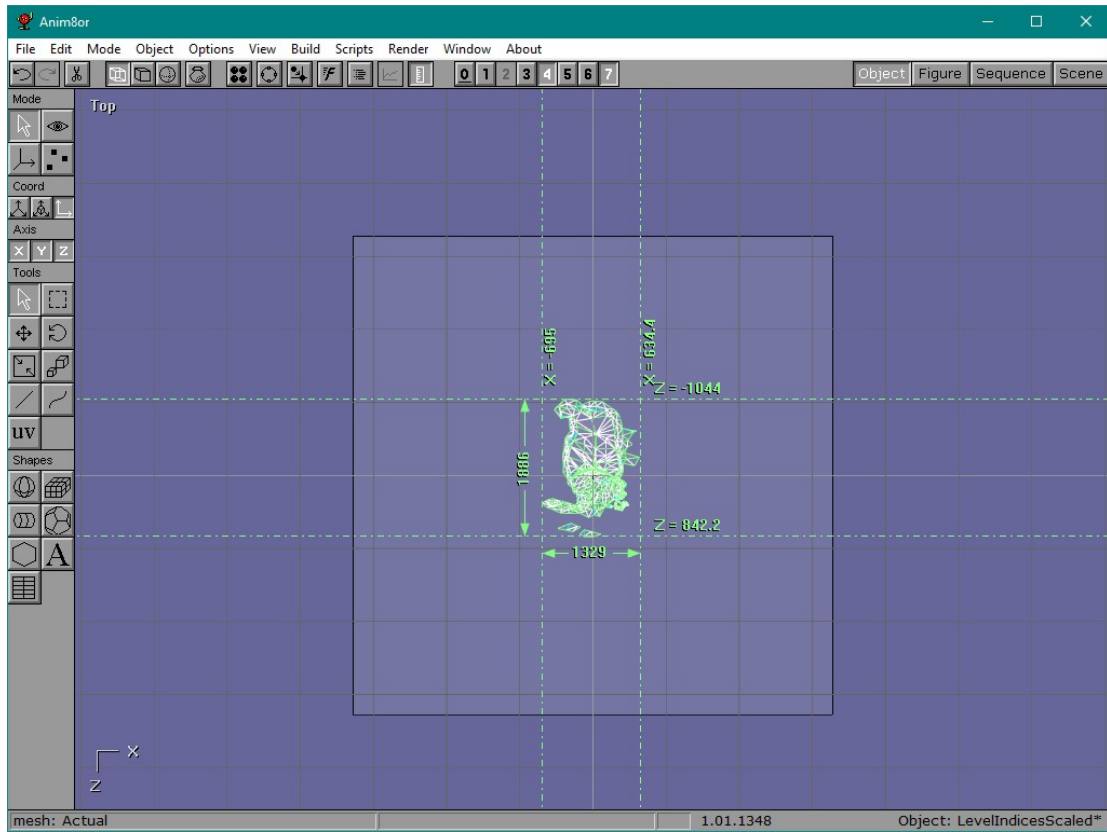 Anim8or
File Edit Mode Object Options View Build Scripts Render Window About
0 1 2 3 4 5 6 7 Object Figure Sequence Scene
Mode
Top
Coord
Axis
X Y Z
Tools
UV
Shapes
A
X = -695
X = 634.4
Z = -1044
1886
Z = 842.2
1329
X
Z
mesh: Actual 1.01.1348 Object: LevelIndicesScaled*